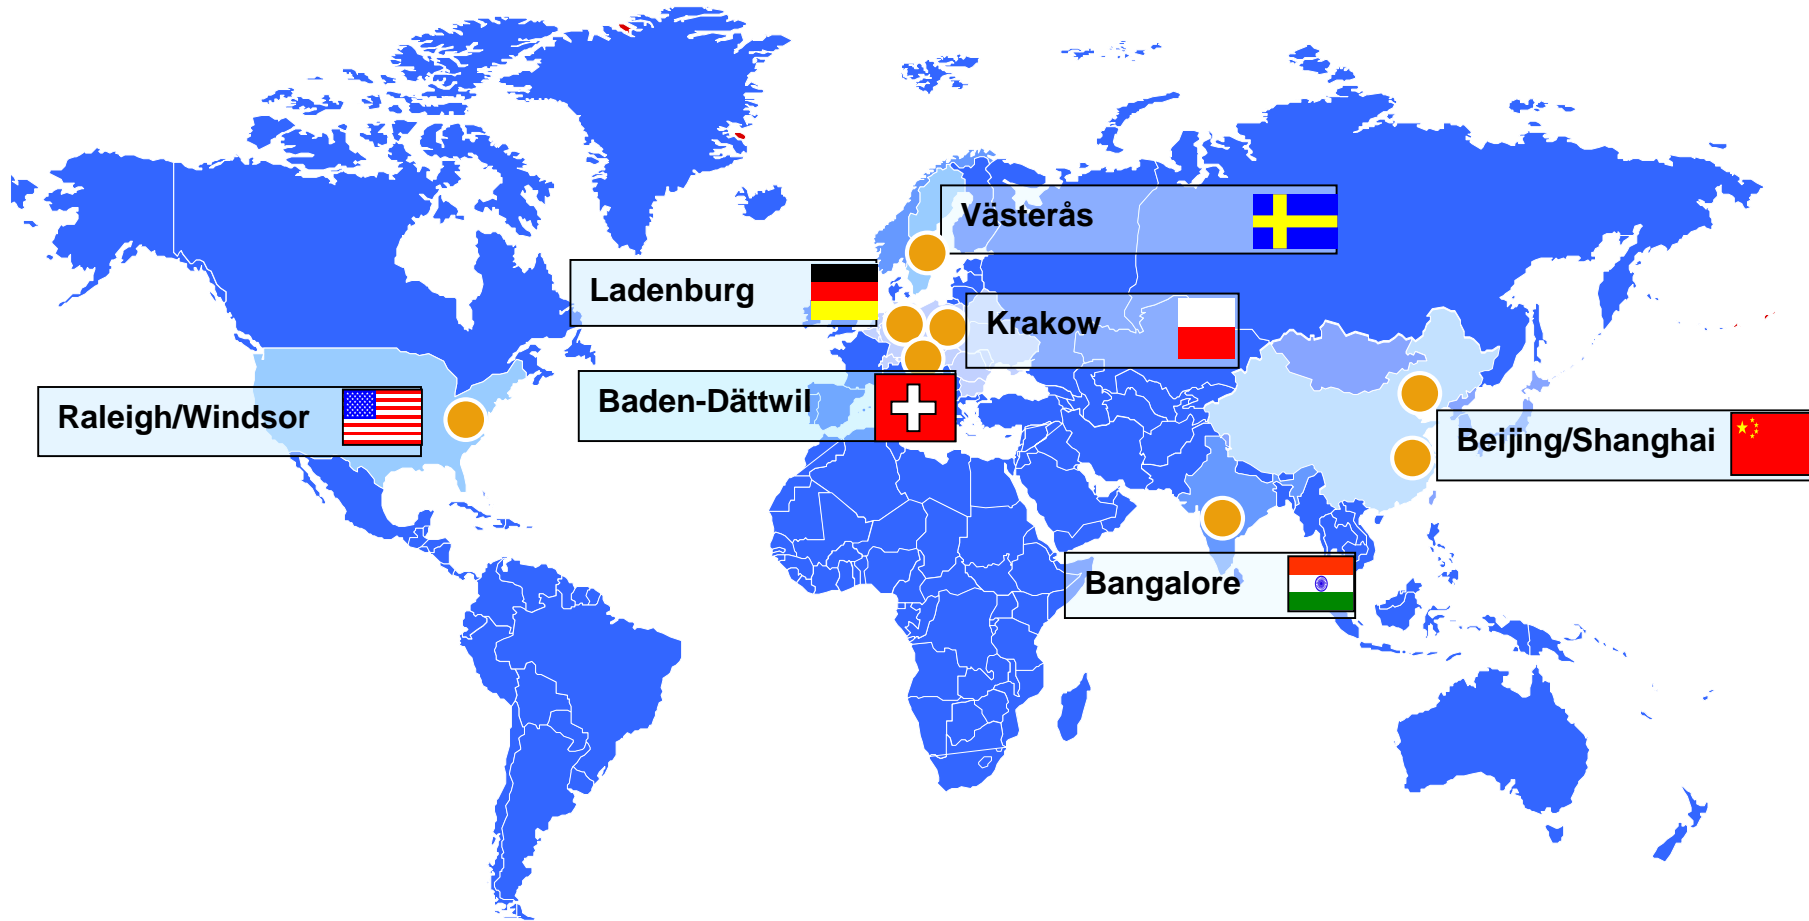 Västerås
Ladenburg
Krakow
Baden-Dättwil
Raleigh/Windsor
Beijing/Shanghai
Bangalore